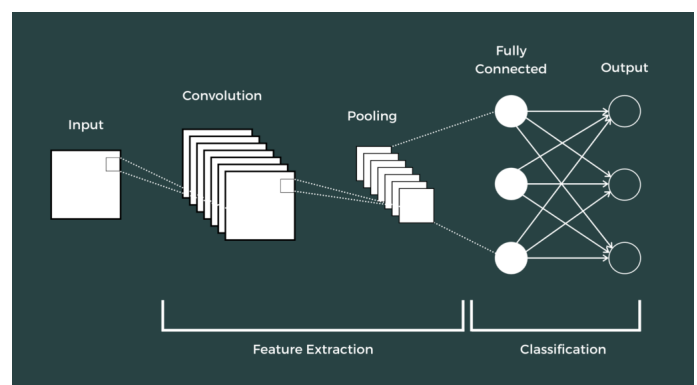 Input
Convolution
Pooling
Fully
Connected
Output
Feature Extraction
Classification